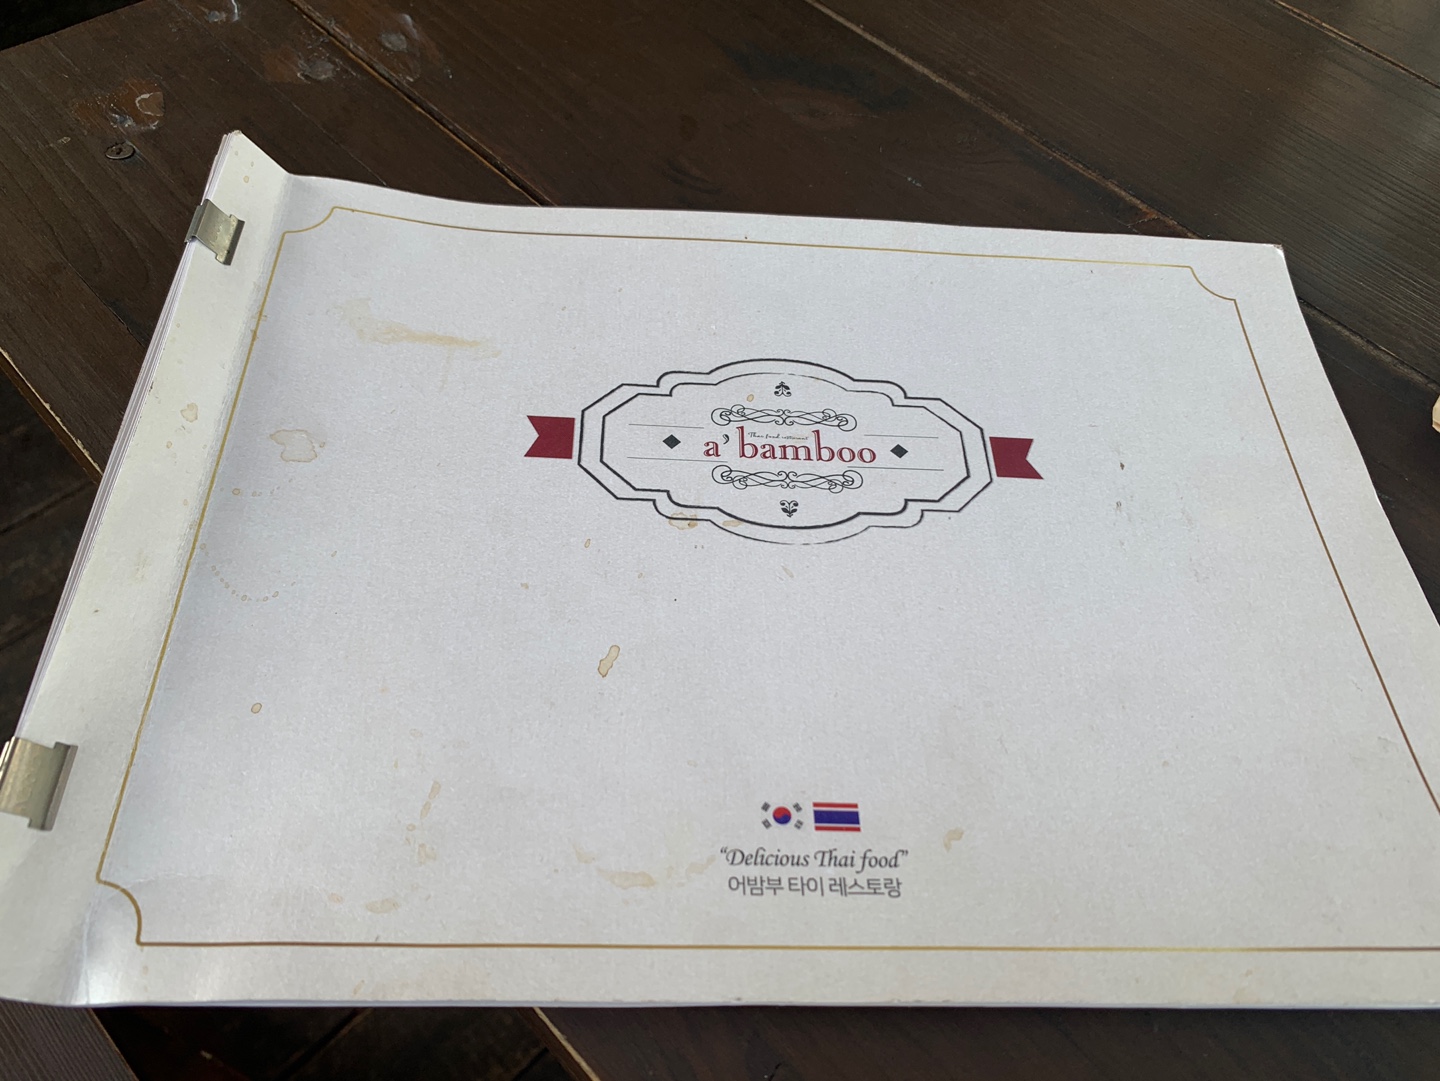 Thai food restaurant
a' bamboo
“Delicious Thai food”
어밤부 타이 레스토랑